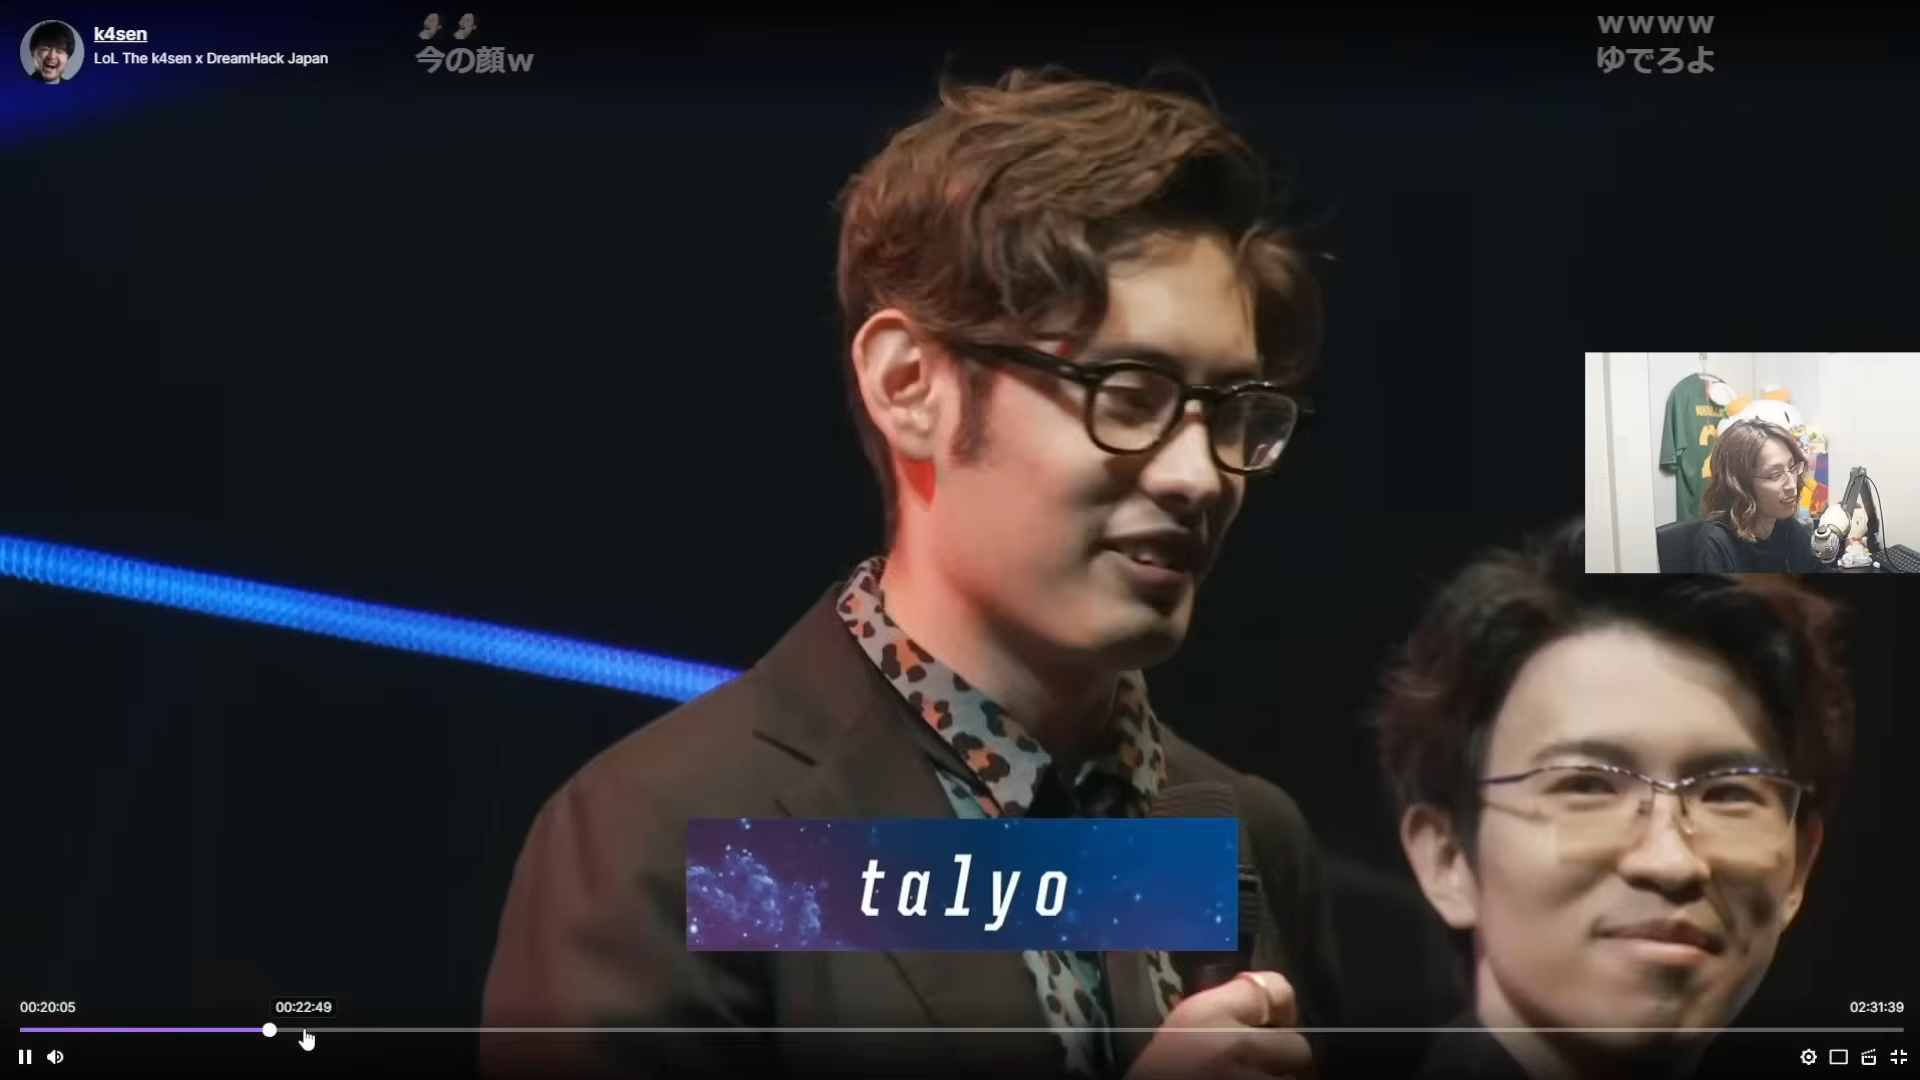 k4sen
LoL The k4sen x DreamHack Japan
今の顔w
wwww
ゆでろよ
talyo
00:20:05
00:22:49
02:31:39